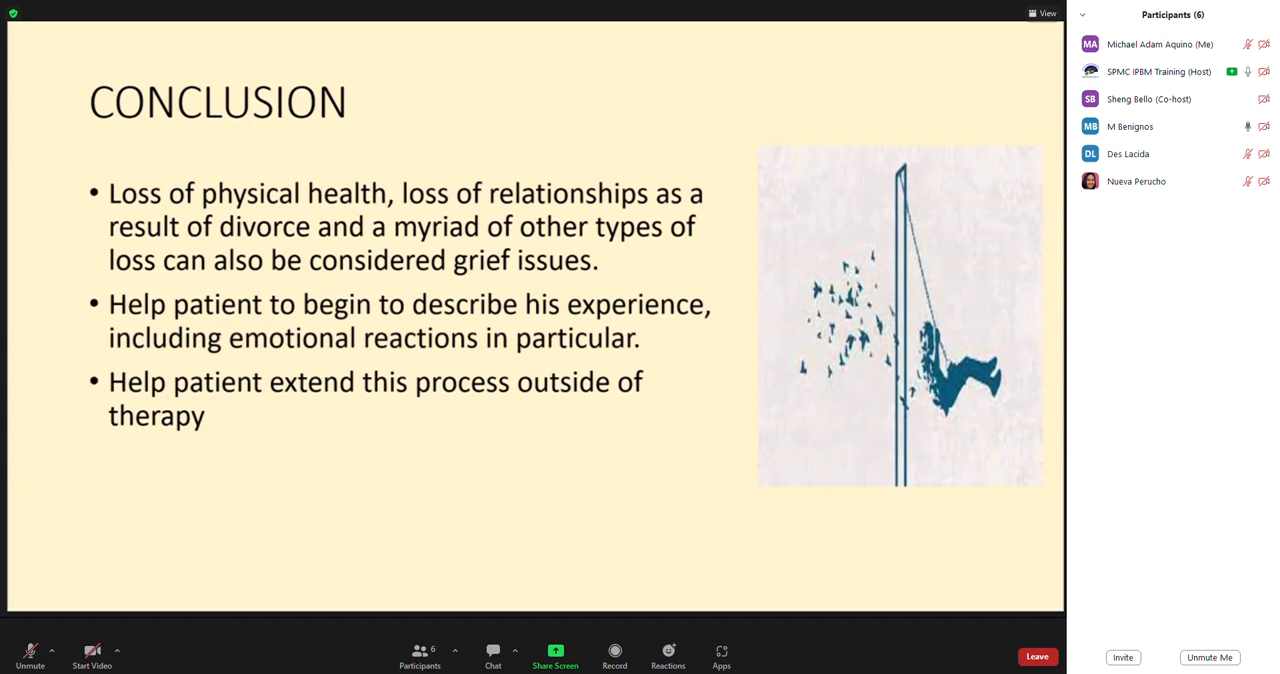 View
CONCLUSION
• Loss of physical health, loss of relationships as a
result of divorce and a myriad of other types of
loss can also be considered grief issues.
• Help patient to begin to describe his experience,
including emotional reactions in particular.
• Help patient extend this process outside of
therapy
Unmute
Start Video
6
Participants
Chat
Share Screen
Record
Reactions
Apps
Leave
Participants (6)
MA Michael Adam Aquino (Me)
SPMC IPBM Training (Host)
SB Sheng Bello (Co-host)
MB M Benignos
DL Des Lacida
Nueva Perucho
Invite
Unmute Me